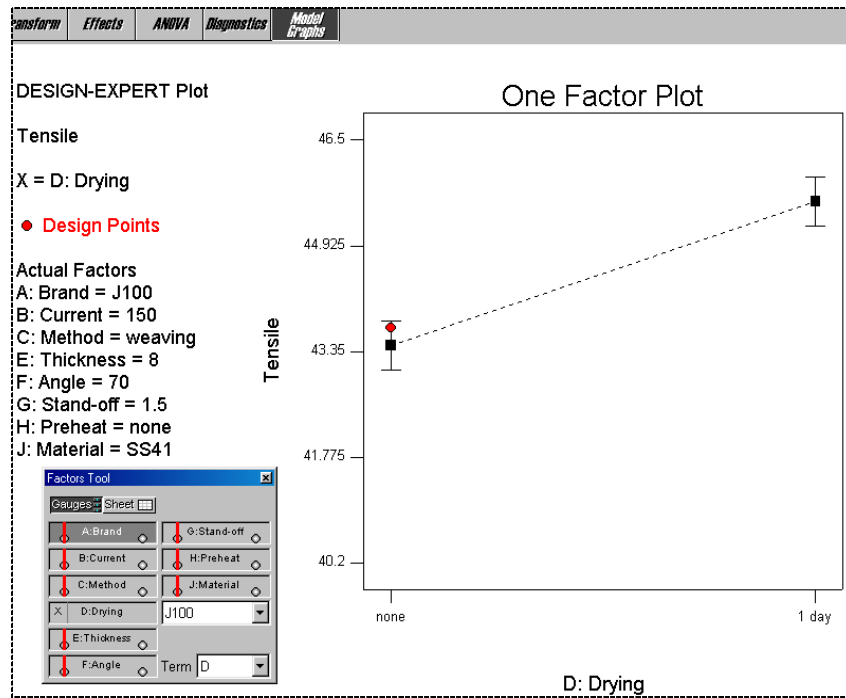 ansform Effects ANOVA Diagnostics Model Graphs
DESIGN-EXPERT Plot
Tensile
X = D: Drying
Design Points
Actual Factors
A: Brand = J100
B: Current = 150
C: Method = weaving
E: Thickness = 8
F: Angle = 70
G: Stand-off = 1.5
H: Preheat = none
J: Material = SS41
Factors Tool
Gauges Sheet
A:Brand G:Stand-off
B:Current H:Preheat
C:Method J:Material
X D:Drying J100
E:Thickness
F:Angle Term D
One Factor Plot
Tensile
46.5
44.925
43.35
41.775
40.2
none 1 day
D: Drying